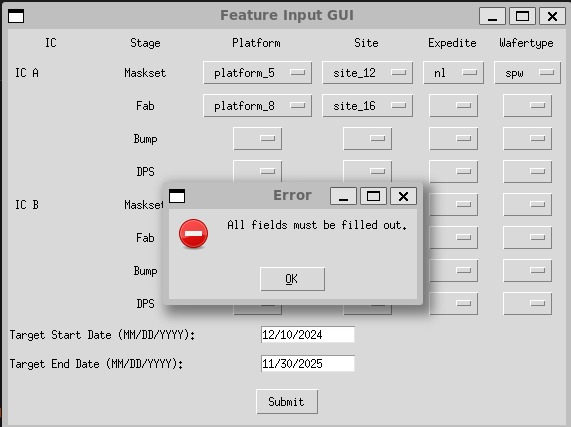 Feature Input GUI
IC Stage Platform Site Expedite Wafertype
IC A Maskset platform_5 site_12 nl spw
Fab platform_8 site_16
Bump
DPS
Error
IC B Maskset
All fields must be filled out.
Fab
Bump
OK
DPS
Target Start Date (MM/DD/YYYY): 12/10/2024
Target End Date (MM/DD/YYYY): 11/30/2025
Submit